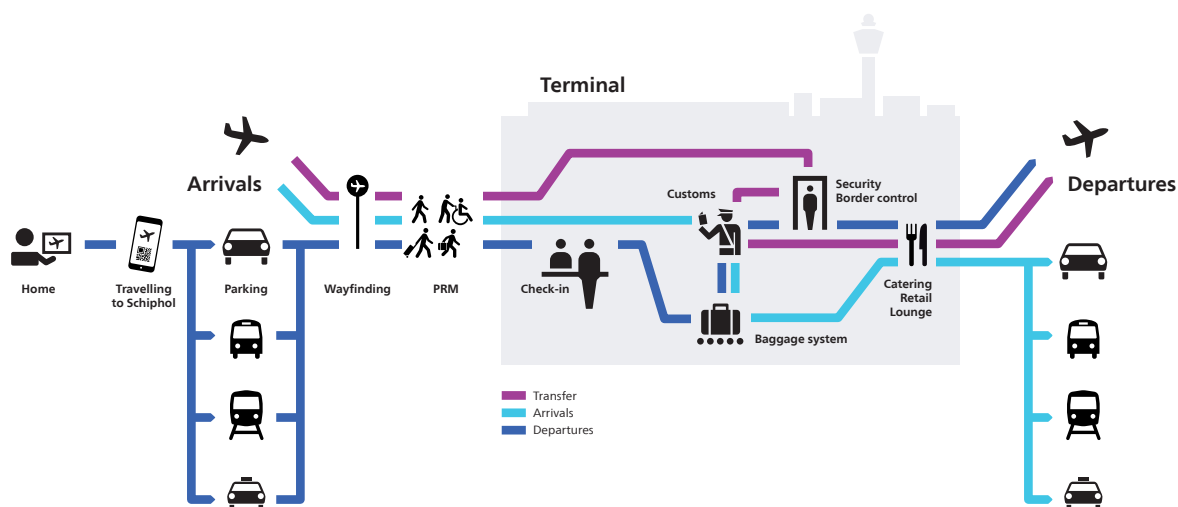 Terminal
Arrivals
Departures
Customs
Security
Border control
Home
Travelling
to Schiphol
Parking
Wayfinding
PRM
Check-in
Catering
Retail
Lounge
Baggage system
Transfer
Arrivals
Departures